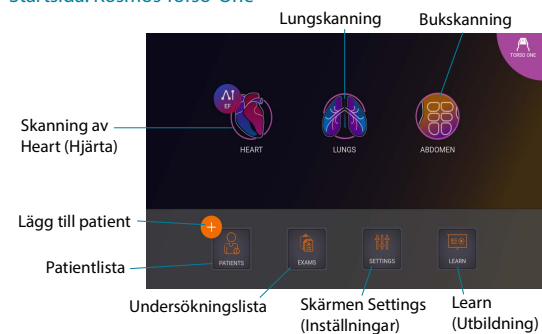 Startsida: Kosmos Torso-One
Lungskanning
Bukskanning
TORSO ONE
EF
Skanning av
Heart (Hjärta)
HEART
LUNGS
ABDOMEN
Lägg till patient
PATIENTS
EXAMS
SETTINGS
LEARN
Patientlista
Undersökningslista
Skärmen Settings
(Inställningar)
Learn
(Utbildning)